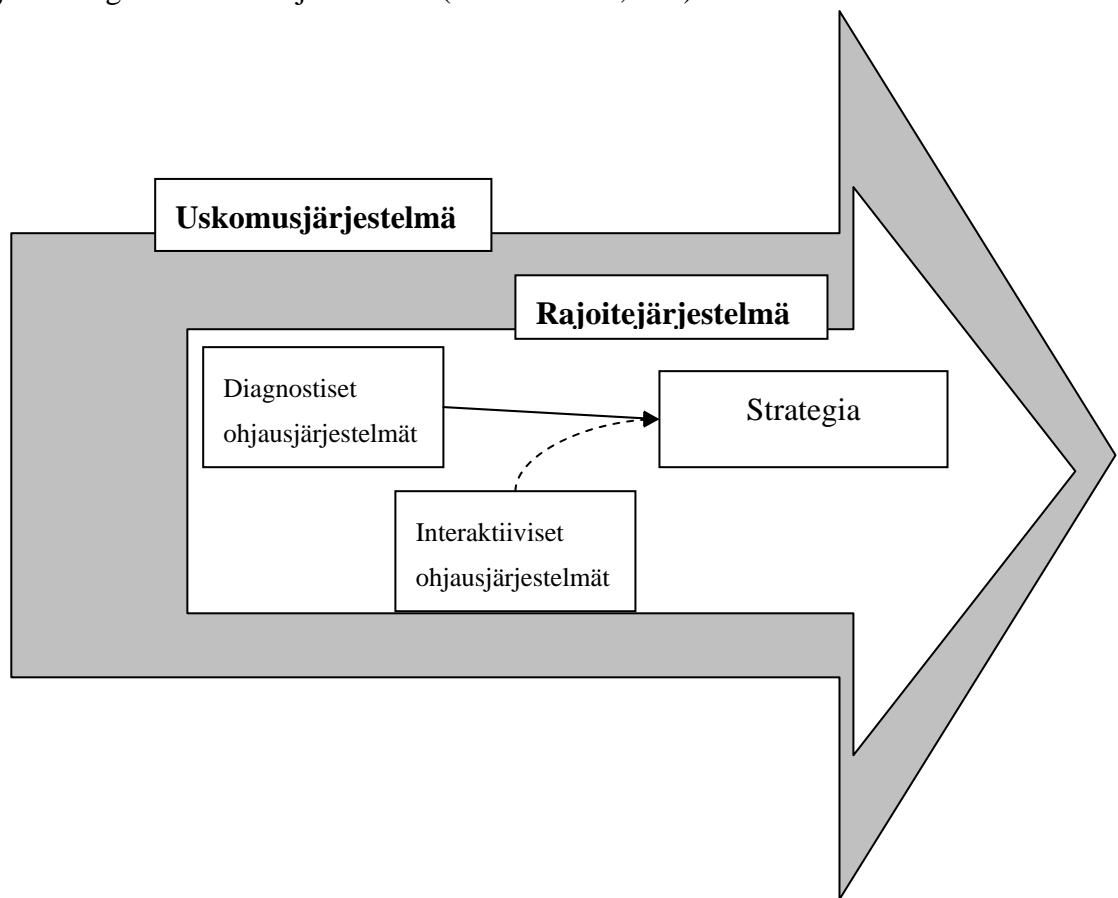 Uskomusjärjestelmä
Rajoitejärjestelmä
Diagnostiset
ohjausjärjestelmät
Strategia
Interaktiiviset
ohjausjärjestelmät